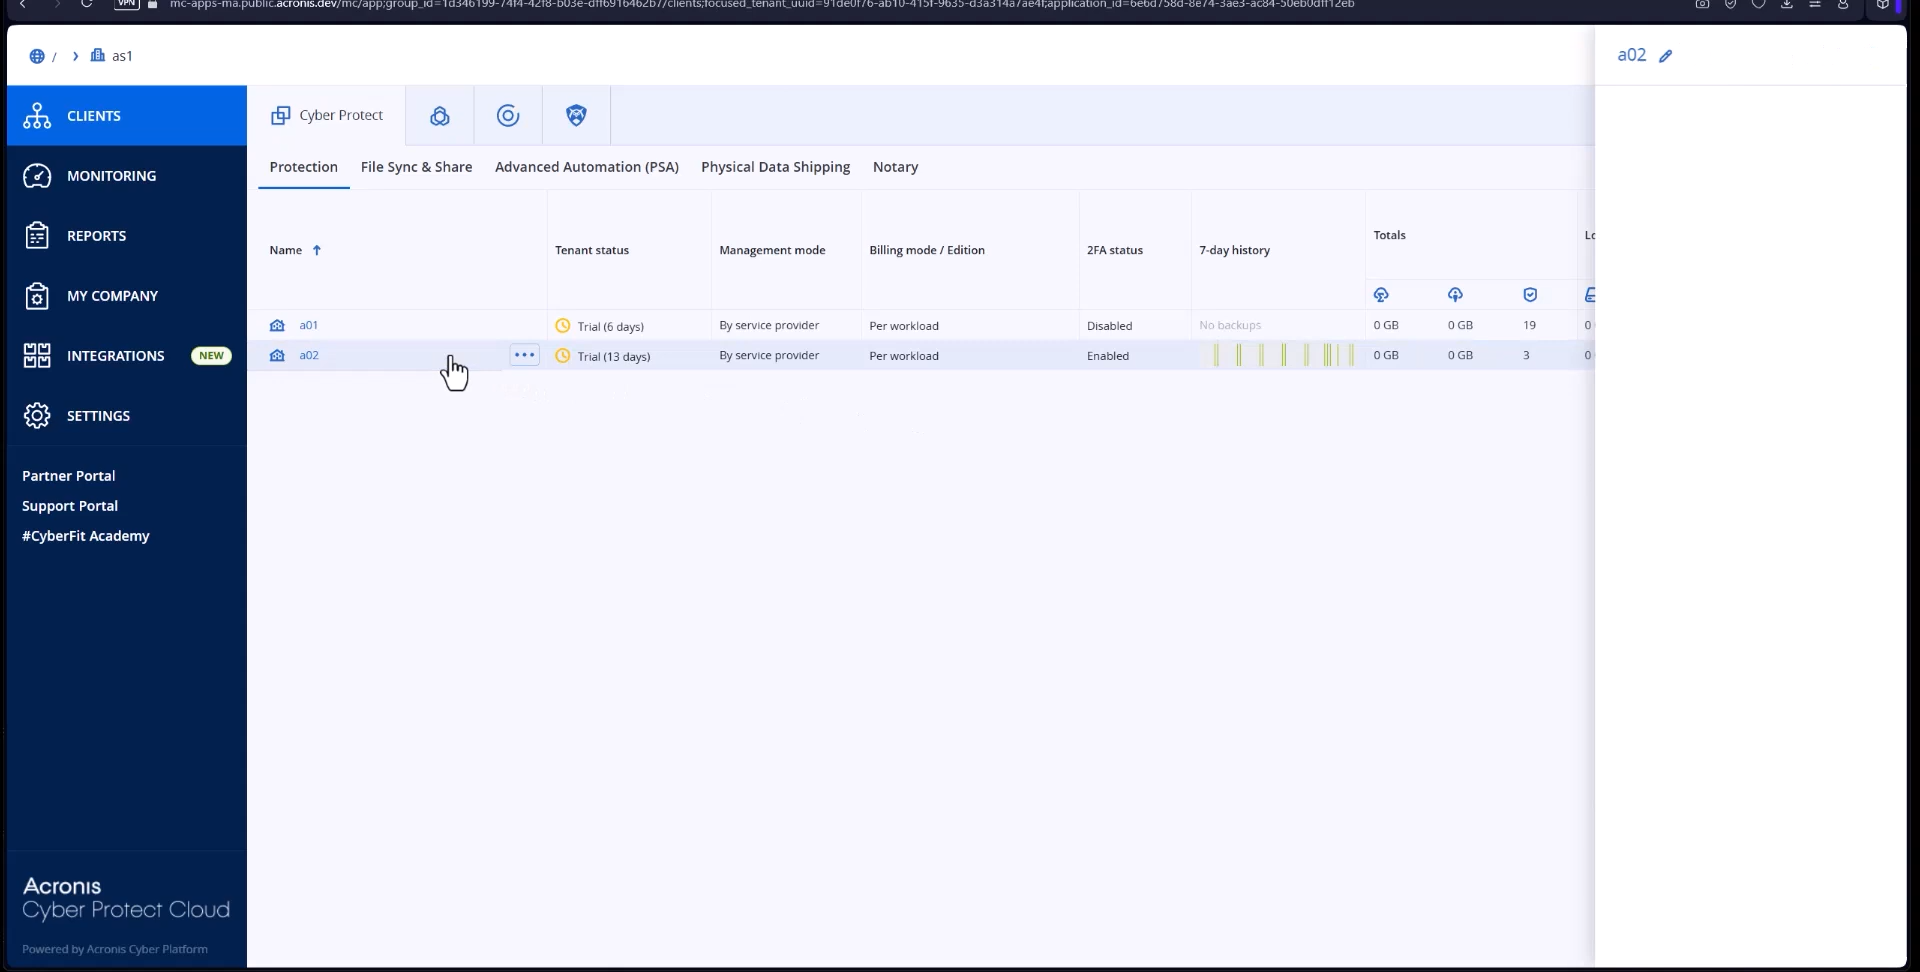 VPN mc-apps-ma.public.acronis.dev/mc/app;group_id=1d346199-74f4-42f8-b03e-dff6916462b7/clients;focused_tenant_uuid=91de0f76-ab10-415f-9635-d3a314a7ae4f;application_id=6e6d758d-8e74-3ae3-ac84-50eb0dff12eb
/ as1
a02
CLIENTS
MONITORING
REPORTS
MY COMPANY
INTEGRATIONS NEW
SETTINGS
Partner Portal
Support Portal
#CyberFit Academy
Acronis
Cyber Protect Cloud
Powered by Acronis Cyber Platform
Cyber Protect
Protection File Sync & Share Advanced Automation (PSA) Physical Data Shipping Notary
Name Tenant status Management mode Billing mode / Edition 2FA status 7-day history Totals
a01 Trial (6 days) By service provider Per workload Disabled No backups 0 GB 0 GB 19 0
a02 Trial (13 days) By service provider Per workload Enabled 0 GB 0 GB 3 0